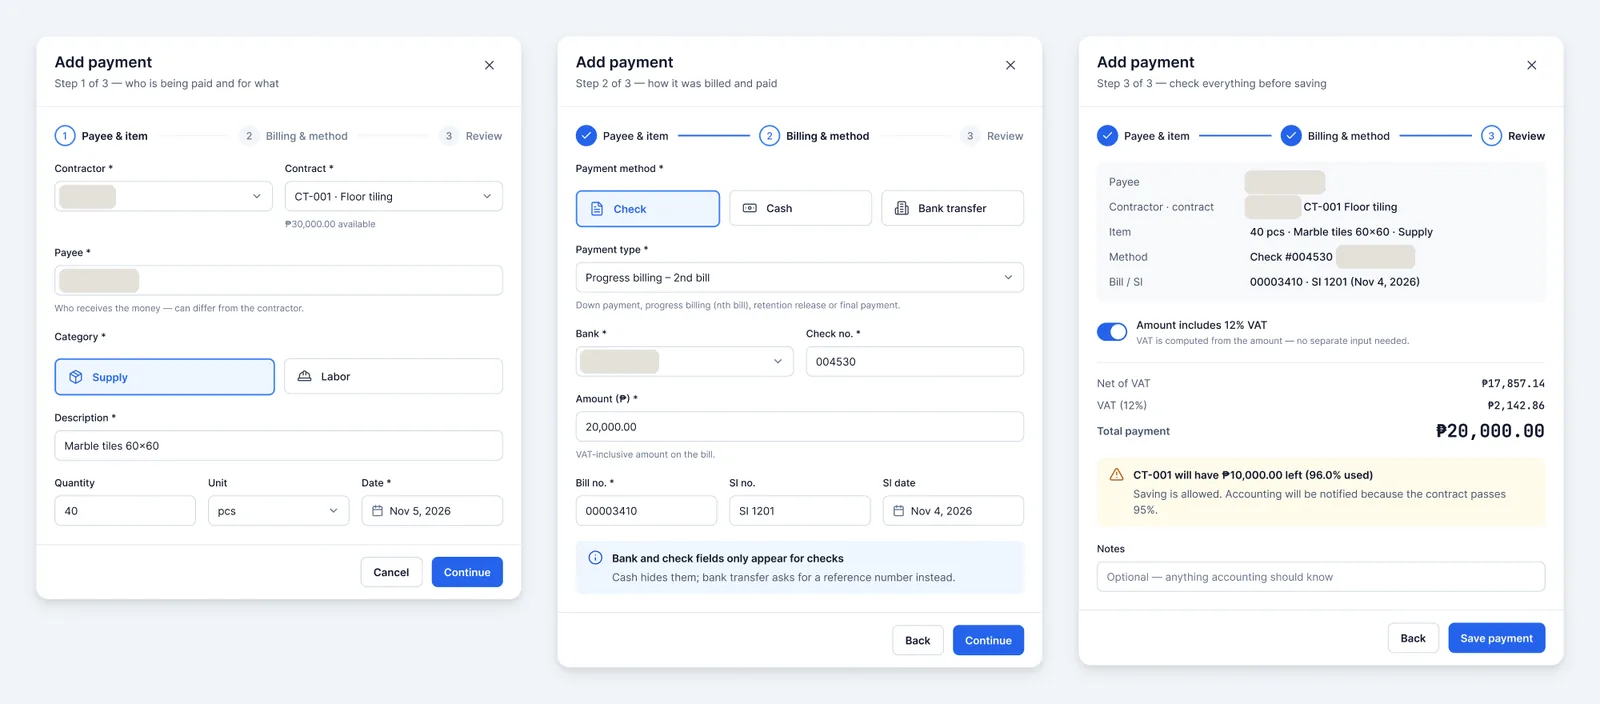 Add payment
Step 1 of 3 — who is being paid and for what
1 Payee & item 2 Billing & method 3 Review
Contractor * Contract *
CT-001 · Floor tiling
₱30,000.00 available
Payee *
Who receives the money — can differ from the contractor.
Category *
Supply Labor
Description *
Marble tiles 60×60
Quantity Unit Date *
40 pcs Nov 5, 2026
Cancel Continue
Add payment
Step 2 of 3 — how it was billed and paid
Payee & item 2 Billing & method 3 Review
Payment method *
Check Cash Bank transfer
Payment type *
Progress billing – 2nd bill
Down payment, progress billing (nth bill), retention release or final payment.
Bank * Check no. *
004530
Amount (₱) *
20,000.00
VAT-inclusive amount on the bill.
Bill no. * SI no. SI date
00003410 SI 1201 Nov 4, 2026
Bank and check fields only appear for checks
Cash hides them; bank transfer asks for a reference number instead.
Back Continue
Add payment
Step 3 of 3 — check everything before saving
Payee & item Billing & method 3 Review
Payee
Contractor · contract CT-001 Floor tiling
Item 40 pcs · Marble tiles 60×60 · Supply
Method Check #004530
Bill / SI 00003410 · SI 1201 (Nov 4, 2026)
Amount includes 12% VAT
VAT is computed from the amount — no separate input needed.
Net of VAT ₱17,857.14
VAT (12%) ₱2,142.86
Total payment ₱20,000.00
CT-001 will have ₱10,000.00 left (96.0% used)
Saving is allowed. Accounting will be notified because the contract passes
95%.
Notes
Optional — anything accounting should know
Back Save payment